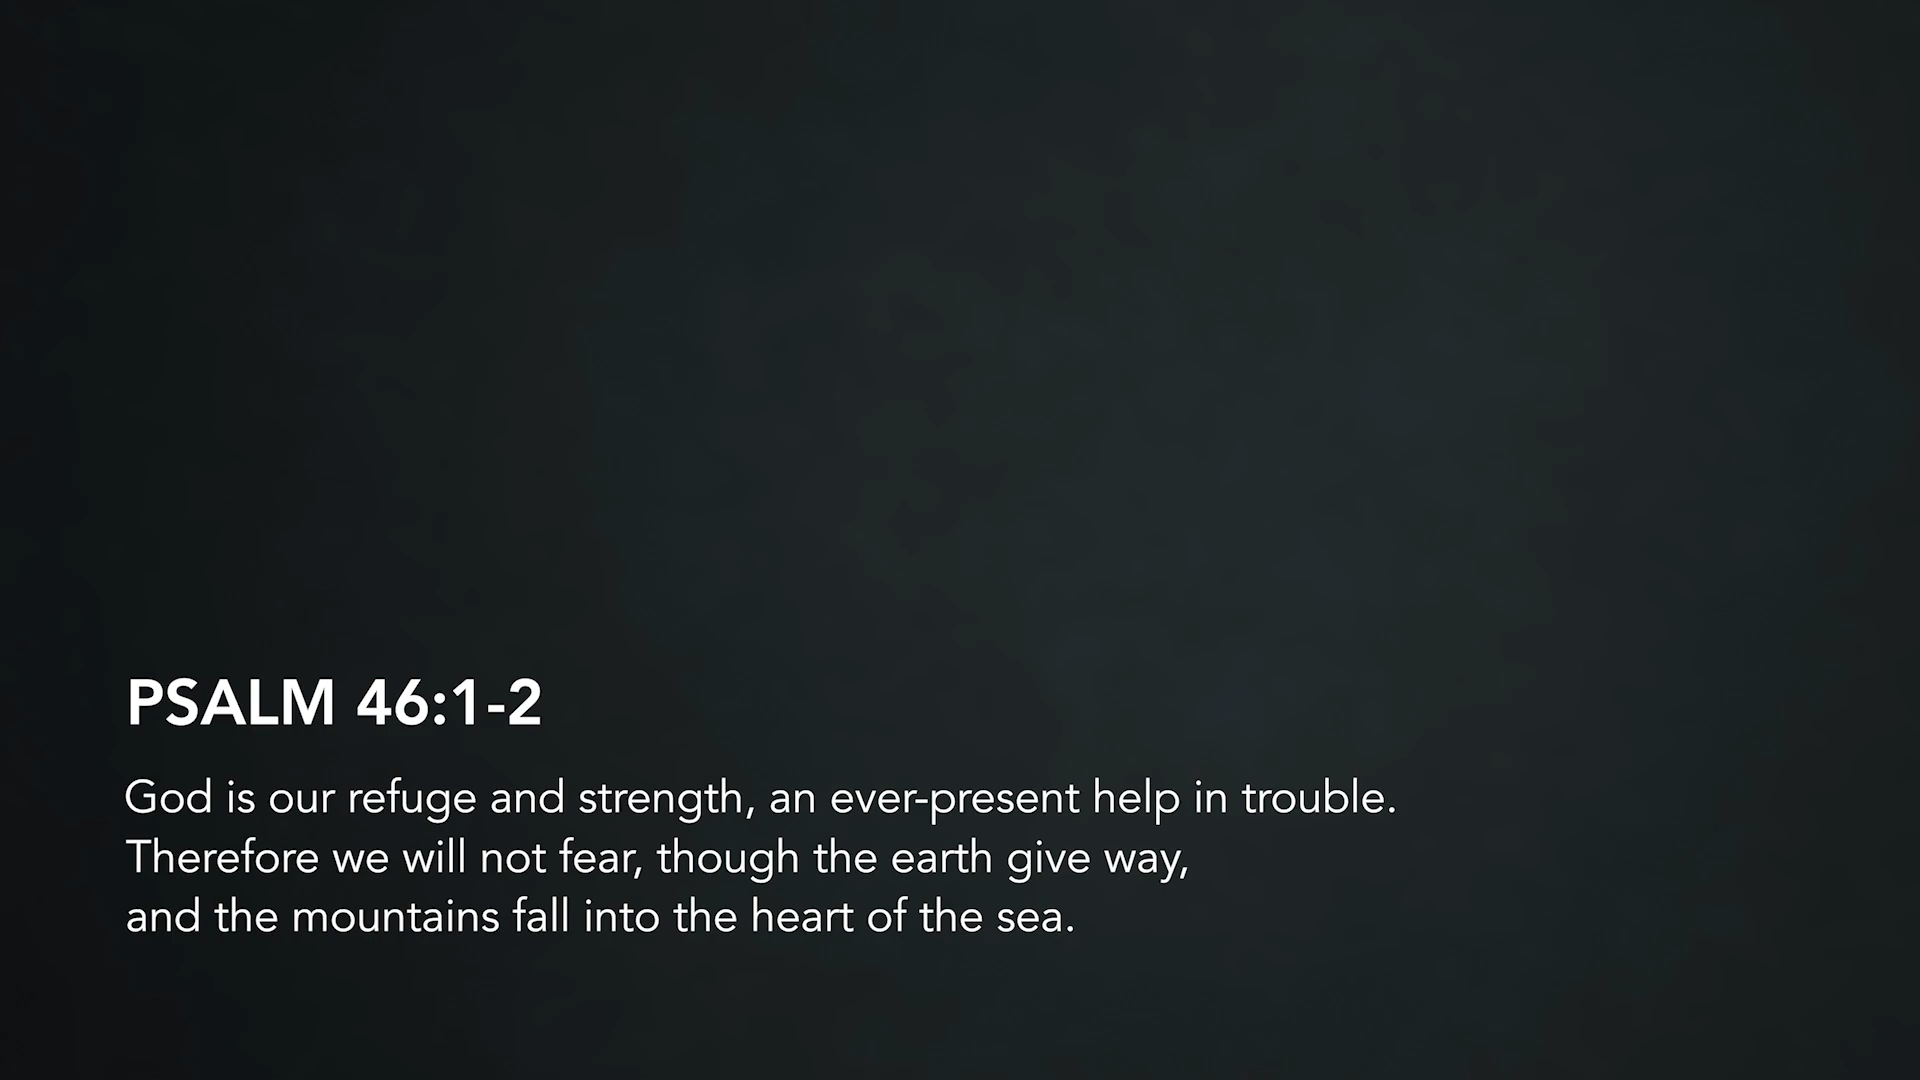 PSALM 46:1-2
God is our refuge and strength, an ever-present help in trouble.
Therefore we will not fear, though the earth give way,
and the mountains fall into the heart of the sea.